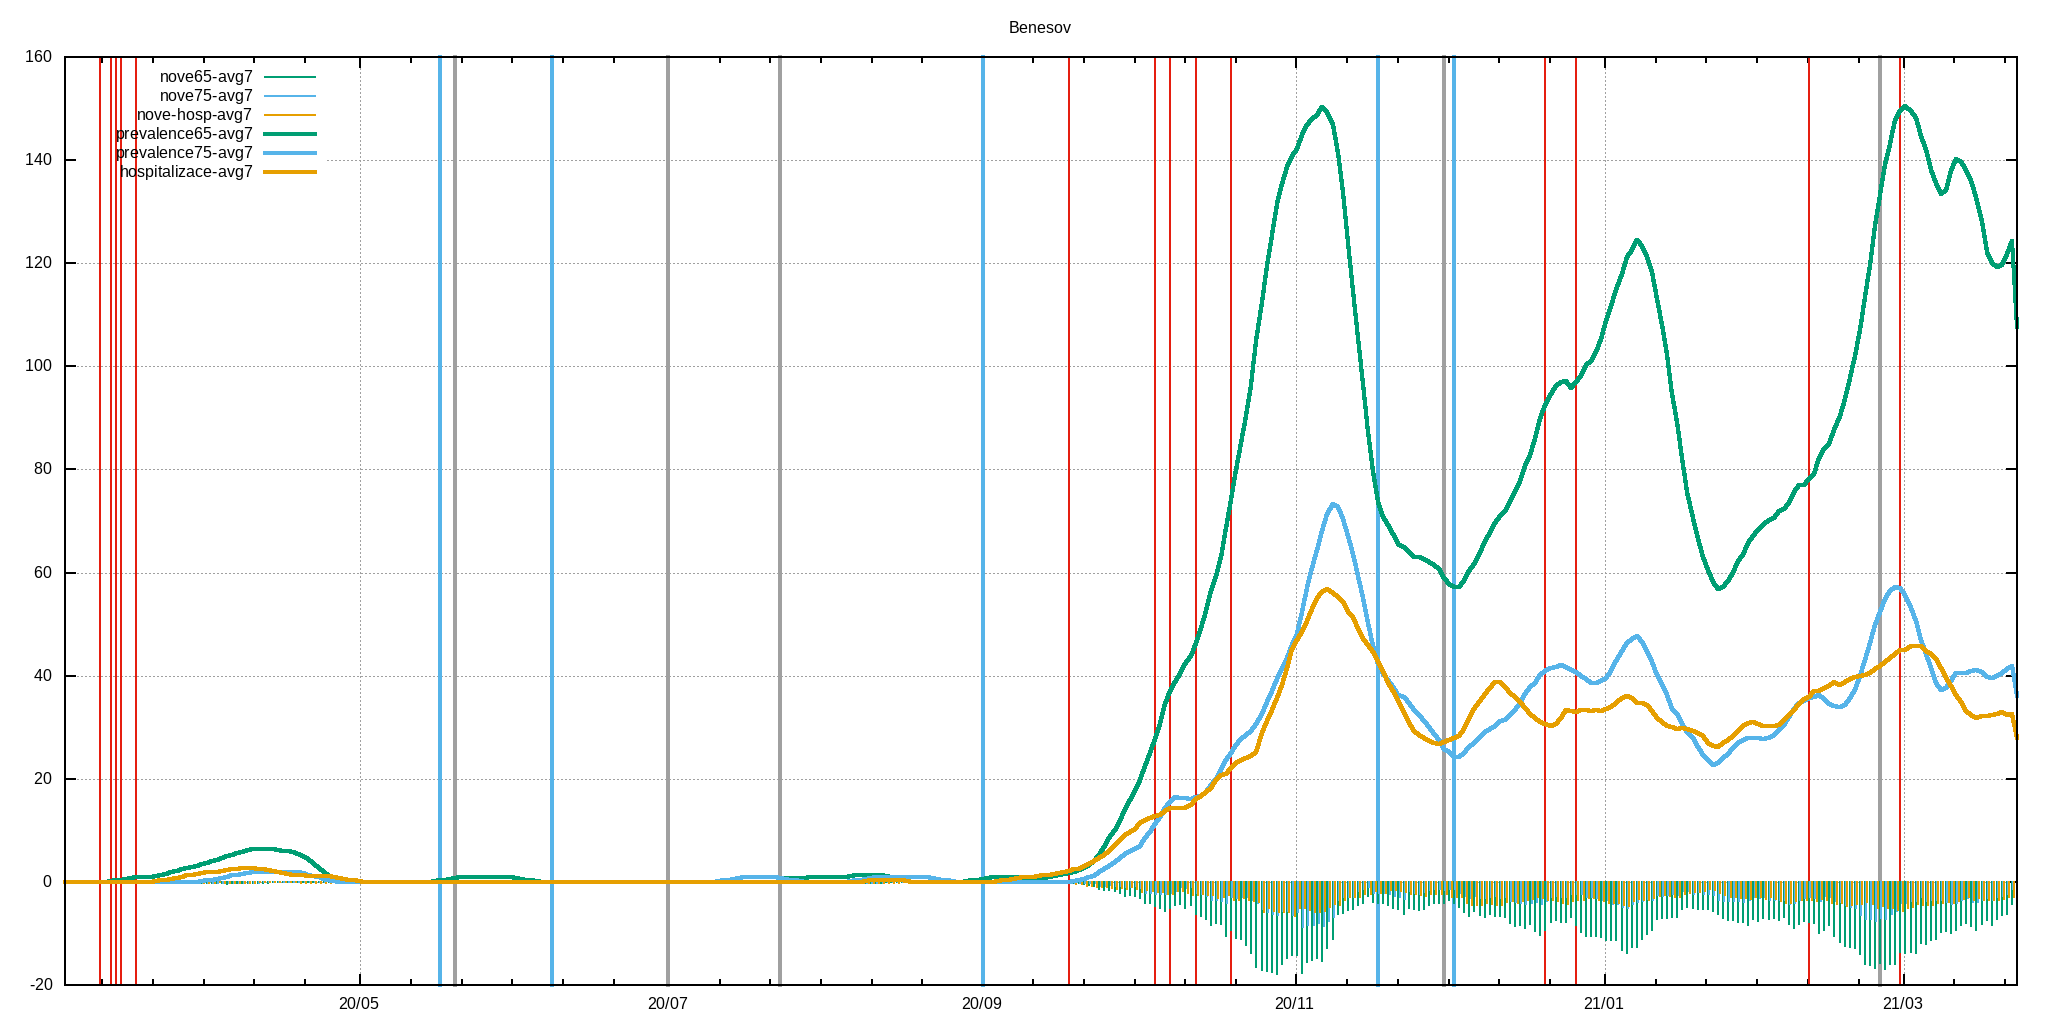 Benesov
160
140
120
100
80
60
40
20
0
-20
nove65-avg7
nove75-avg7
nove-hosp-avg7
prevalence65-avg7
prevalence75-avg7
hospitalizace-avg7
20/05 20/07 20/09 20/11 21/01 21/03